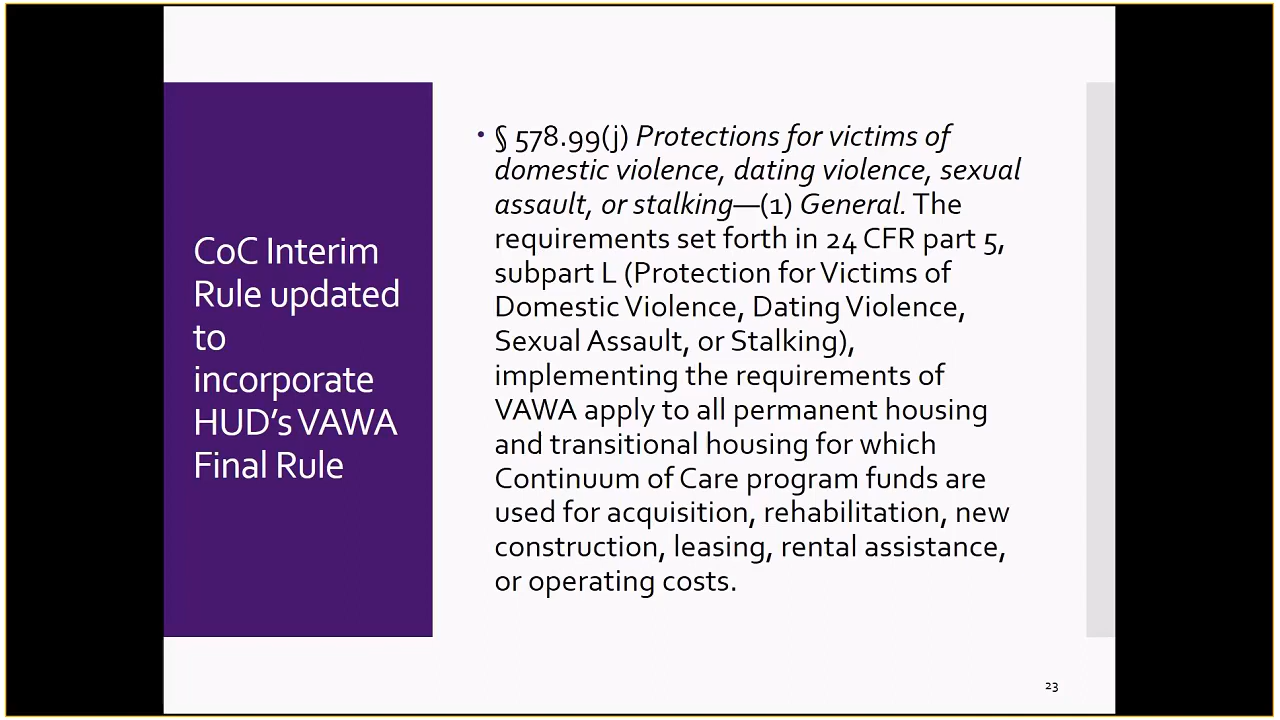 CoC Interim
Rule updated
to
incorporate
HUD's VAWA
Final Rule
• § 578.99(j) Protections for victims of
domestic violence, dating violence, sexual
assault, or stalking—(1) General. The
requirements set forth in 24 CFR part 5,
subpart L (Protection for Victims of
Domestic Violence, Dating Violence,
Sexual Assault, or Stalking),
implementing the requirements of
VAWA apply to all permanent housing
and transitional housing for which
Continuum of Care program funds are
used for acquisition, rehabilitation, new
construction, leasing, rental assistance,
or operating costs.
23